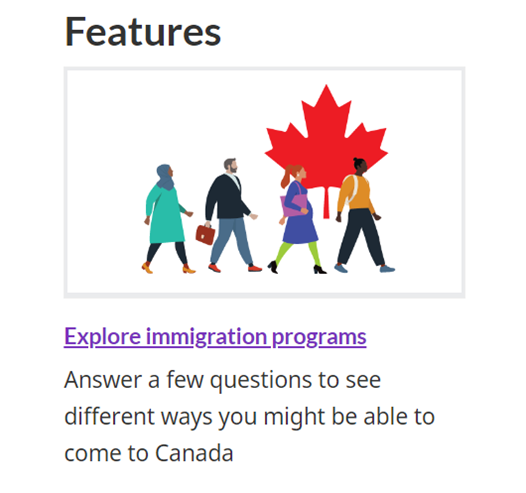 Features
Explore immigration programs
Answer a few questions to see
different ways you might be able to
come to Canada